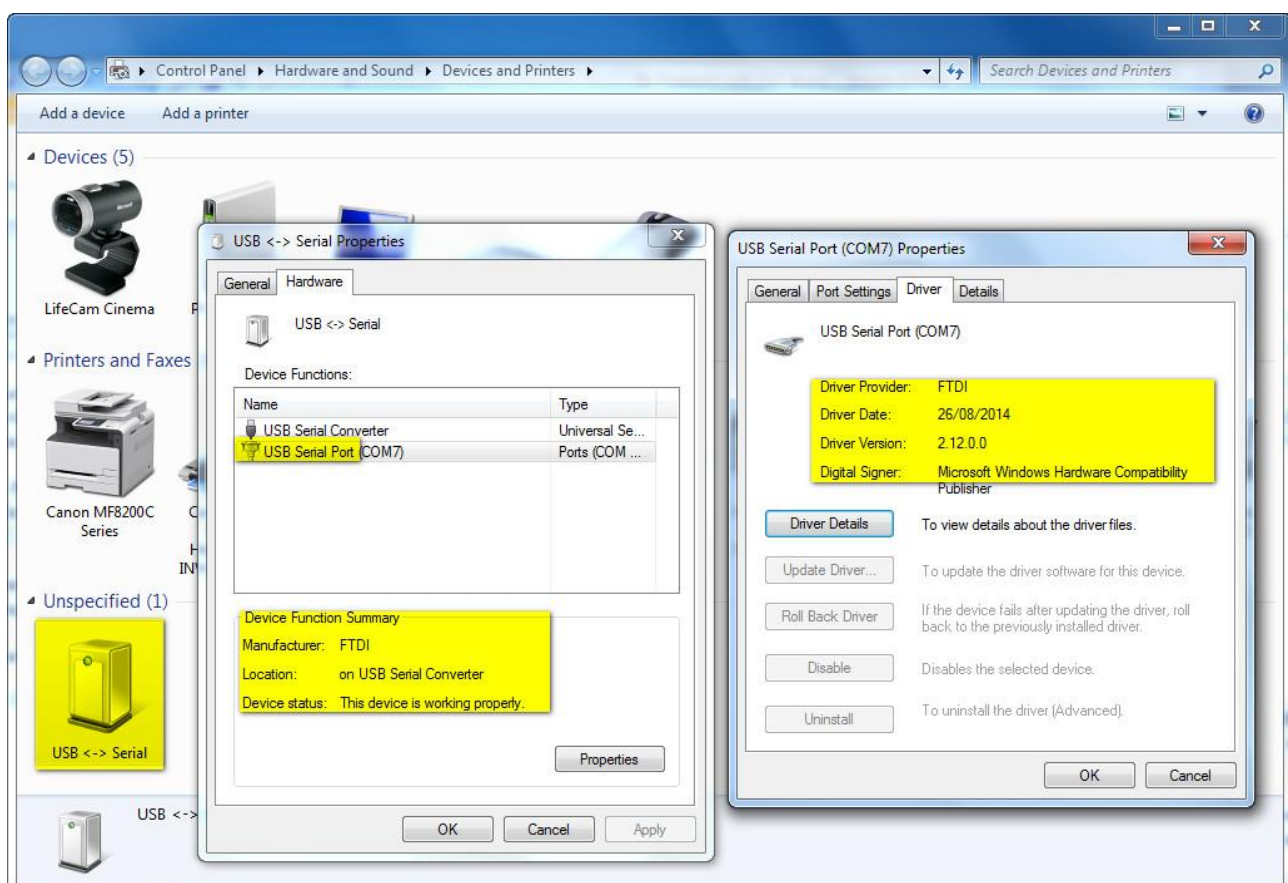 Control Panel ▸ Hardware and Sound ▸ Devices and Printers ▸
Search Devices and Printers
Add a device Add a printer
Devices (5)
LifeCam Cinema
Printers and Faxes
Canon MF8200C
Series
Unspecified (1)
USB <-> Serial
USB <->
USB <-> Serial Properties
General Hardware
USB <-> Serial
Device Functions:
Name Type
USB Serial Converter Universal Se...
USB Serial Port (COM7) Ports (COM ...
Device Function Summary
Manufacturer: FTDI
Location: on USB Serial Converter
Device status: This device is working properly.
Properties
OK Cancel Apply
USB Serial Port (COM7) Properties
General Port Settings Driver Details
USB Serial Port (COM7)
Driver Provider: FTDI
Driver Date: 26/08/2014
Driver Version: 2.12.0.0
Digital Signer: Microsoft Windows Hardware Compatibility
Publisher
Driver Details To view details about the driver files.
Update Driver... To update the driver software for this device.
Roll Back Driver If the device fails after updating the driver, roll
back to the previously installed driver.
Disable Disables the selected device.
Uninstall To uninstall the driver (Advanced).
OK Cancel